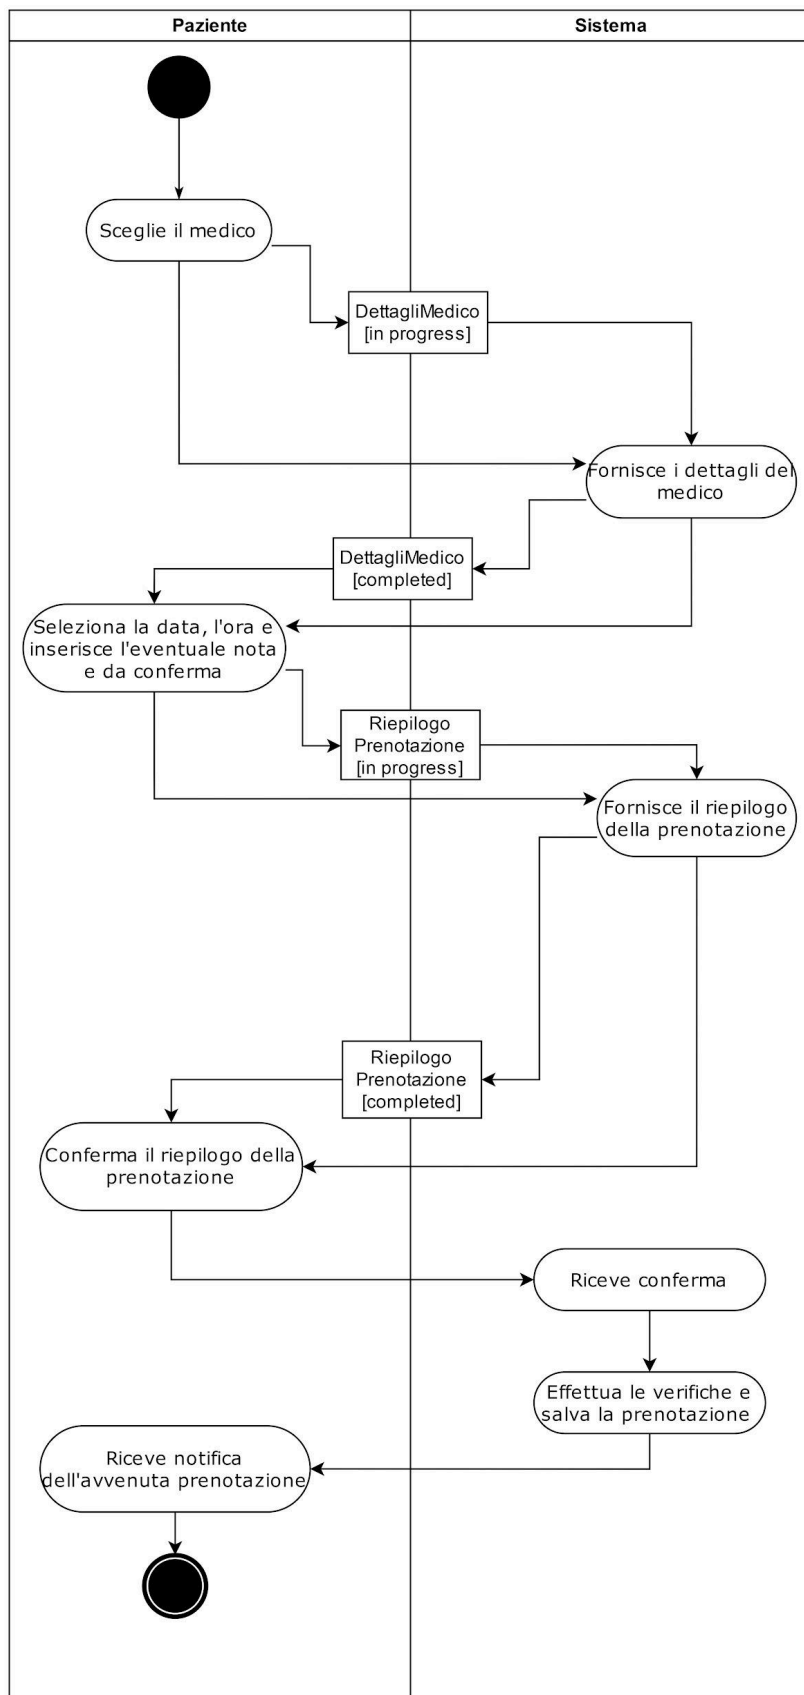 Paziente
Sistema
Sceglie il medico
DettagliMedico
[in progress]
Fornisce i dettagli del
medico
DettagliMedico
[completed]
Seleziona la data, l'ora e
inserisce l'eventuale nota
e da conferma
Riepilogo
Prenotazione
[in progress]
Fornisce il riepilogo
della prenotazione
Riepilogo
Prenotazione
[completed]
Conferma il riepilogo della
prenotazione
Riceve conferma
Effettua le verifiche e
salva la prenotazione
Riceve notifica
dell'avvenuta prenotazione